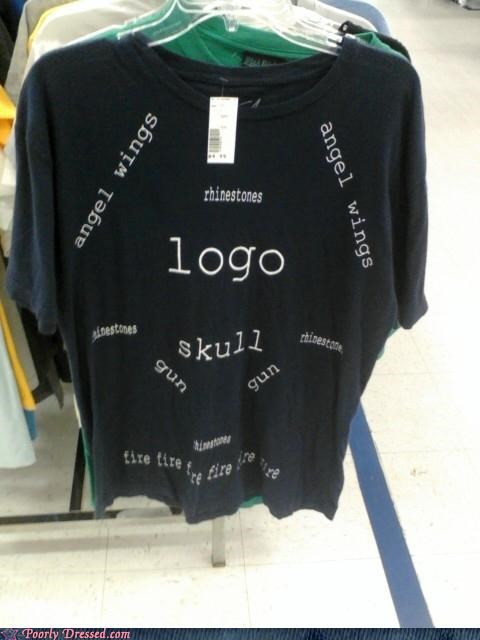 angel wings
angel wings
rhinestones
logo
rhinestones
rhinestones
skull
gun
gun
rhinestones
fire fire fire fire fire fire
Poorly Dressed.com